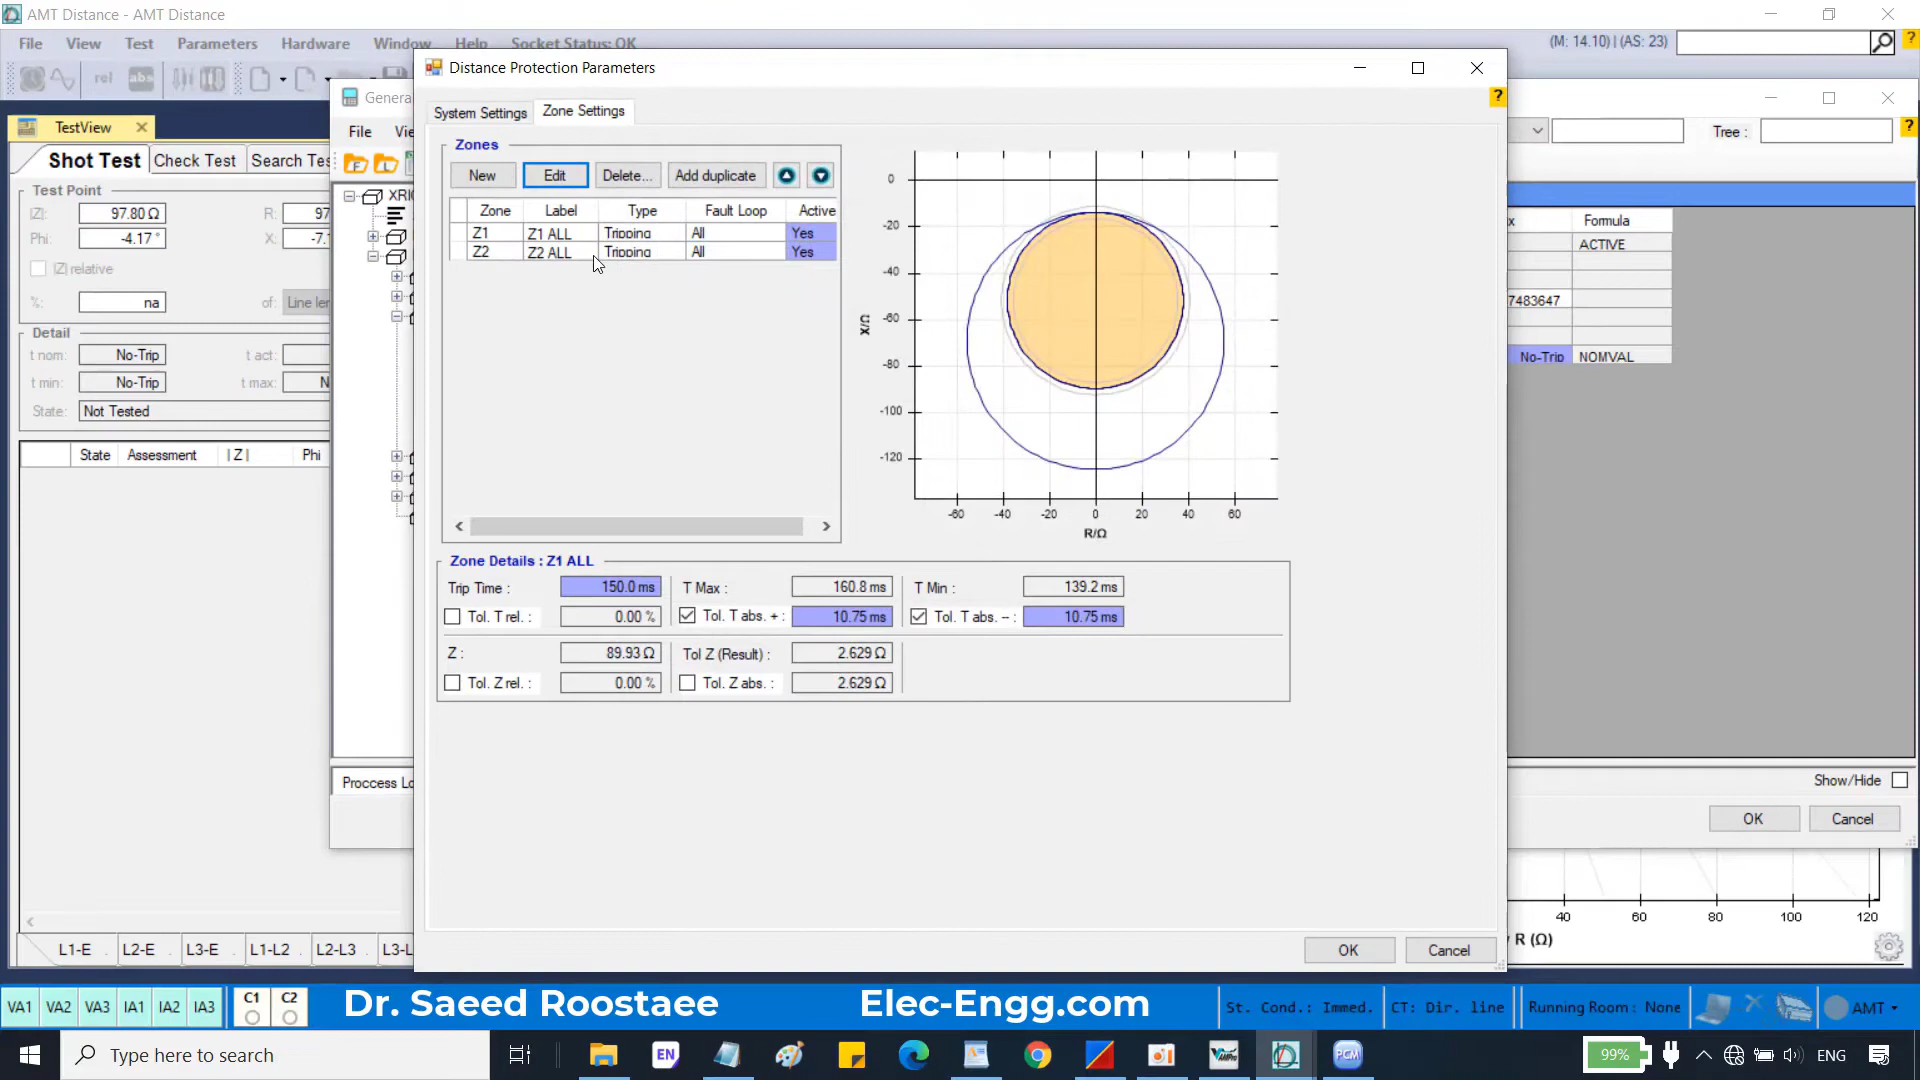 AMT Distance - AMT Distance
File View Test Parameters Hardware Window Help Socket Status: OK
(M: 14.10) | (AS: 23)
rel abs
TestView
Shot Test Check Test
Test Point
|Z|: 97.80 Ω R:
Phi: -4.17 ° X:
|Z| relative
%: na of:
Detail
t nom: No-Trip t act:
t min: No-Trip t max:
State: Not Tested
State Assessment | Z | Phi
L1-E L2-E L3-E L1-L2 L2-L3
File
Distance Protection Parameters
System Settings Zone Settings
Zones
New Edit Delete... Add duplicate
Zone Label Type Fault Loop Active
Z1 Z1 ALL Tripping All Yes
Z2 Z2 ALL Tripping All Yes
0
-20
-40
-60
-80
-100
-120
X/Ω
-60 -40 -20 0 20 40 60
R/Ω
Zone Details : Z1 ALL
Trip Time : 150.0 ms T Max : 160.8 ms T Min : 139.2 ms
Tol. T rel. : 0.00 % Tol. T abs. + : 10.75 ms Tol. T abs. -- : 10.75 ms
Z : 89.93 Ω Tol Z (Result) : 2.629 Ω
Tol. Z rel. : 0.00 % Tol. Z abs. : 2.629 Ω
OK Cancel
Tree :
Formula
ACTIVE
7483647
No-Trip NOMVAL
Show/Hide
OK Cancel
40 60 80 100 120
R (Ω)
VA1 VA2 VA3 IA1 IA2 IA3 C1 C2
Dr. Saeed Roostaee Elec-Engg.com
St. Cond.: Immed. CT: Dir. line Running Room : None AMT
Type here to search
EN
PCM
99%
ENG